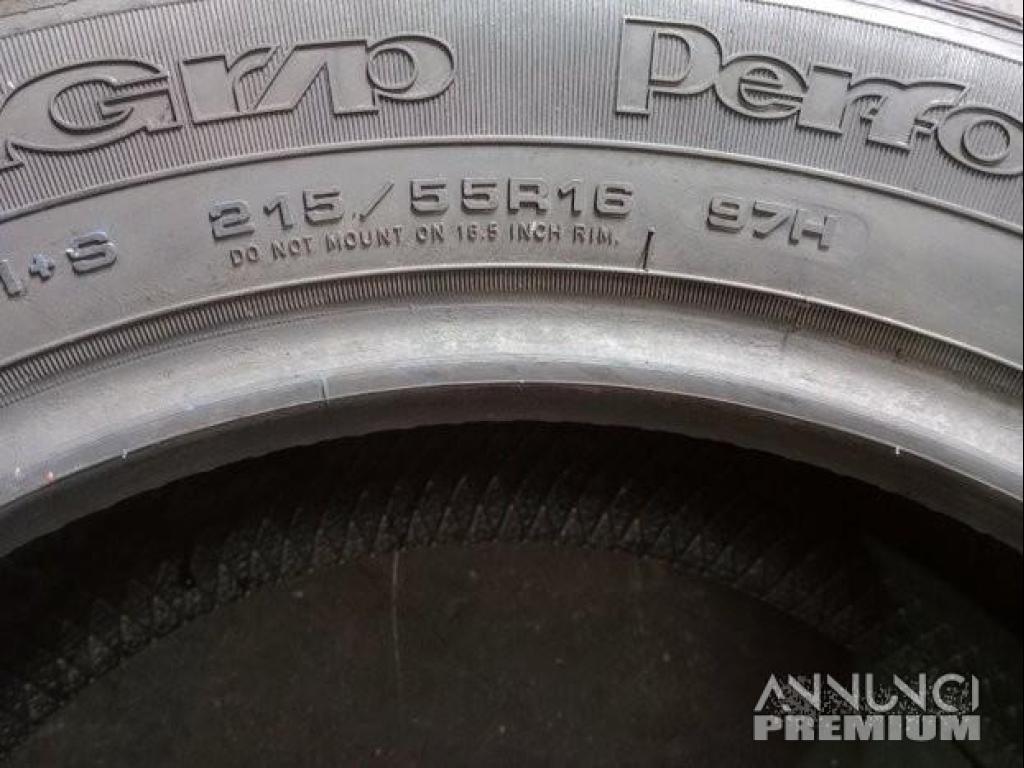 Grip Perfo
+S 215/55R16 97H
DO NOT MOUNT ON 16.5 INCH RIM.
ANNUNCI
PREMIUM